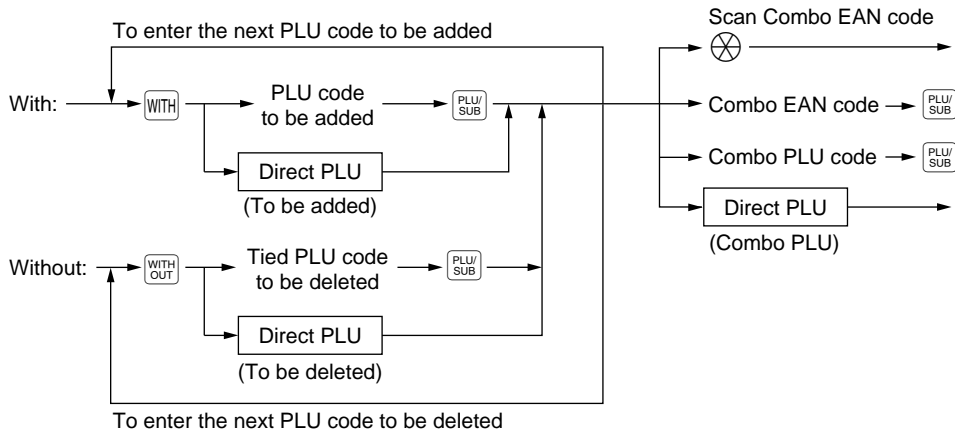 Scan Combo EAN code
To enter the next PLU code to be added
With:
WITH
PLU code
to be added
PLU/
SUB
Combo EAN code
PLU/
SUB
Combo PLU code
PLU/
SUB
Direct PLU
(To be added)
Direct PLU
(Combo PLU)
Without:
WITH
OUT
Tied PLU code
to be deleted
PLU/
SUB
Direct PLU
(To be deleted)
To enter the next PLU code to be deleted